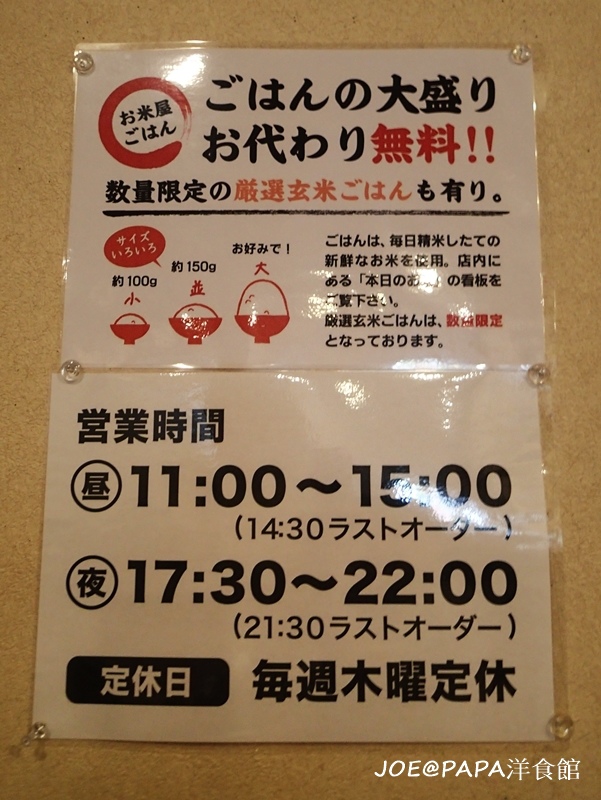 お米屋
ごはん
ごはんの大盛り
お代わり無料!!
数量限定の厳選玄米ごはんも有り。
サイズ
いろいろ
約100g
小
約150g
並
お好みで!
大
ごはんは、毎日精米したての
新鮮なお米を使用。店内に
ある「本日のお米」の看板を
ご覧下さい。
厳選玄米ごはんは、数量限定
となっております。
営業時間
昼 11:00〜15:00
(14:30ラストオーダー)
夜 17:30〜22:00
(21:30ラストオーダー)
定休日 毎週木曜定休
JOE@PAPA洋食館